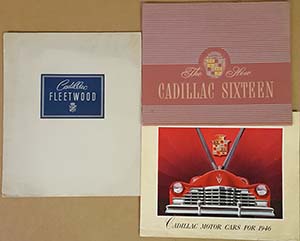 Cadillac
FLEETWOOD
The New
CADILLAC SIXTEEN
CADILLAC MOTOR CARS FOR 1946